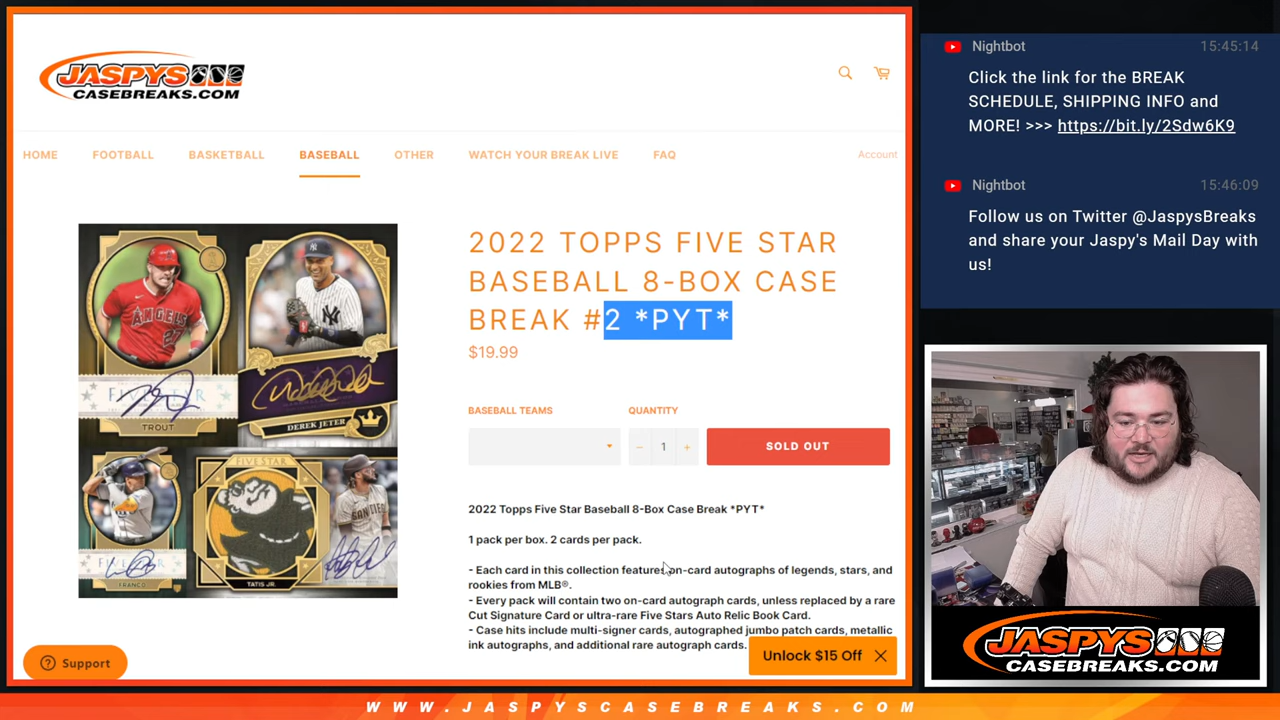 JASPYS
CASEBREAKS.COM
HOME
FOOTBALL
BASKETBALL
BASEBALL
OTHER
WATCH YOUR BREAK LIVE
FAQ
Account
2022 TOPPS FIVE STAR
BASEBALL 8-BOX CASE
BREAK #2 *PYT*
$19.99
BASEBALL TEAMS
QUANTITY
− 1 +
SOLD OUT
2022 Topps Five Star Baseball 8-Box Case Break *PYT*
1 pack per box. 2 cards per pack.
- Each card in this collection features on-card autographs of legends, stars, and
rookies from MLB®.
- Every pack will contain two on-card autograph cards, unless replaced by a rare
Cut Signature Card or ultra-rare Five Stars Auto Relic Book Card.
- Case hits include multi-signer cards, autographed jumbo patch cards, metallic
ink autographs, and additional rare autograph cards.
Unlock $15 Off
Support
ANGELS
27
TROUT
DEREK JETER
FRANCO
FIVE STAR
TATIS JR.
SAN DIEGO
Nightbot
15:45:14
Click the link for the BREAK
SCHEDULE, SHIPPING INFO and
MORE! >>> https://bit.ly/2Sdw6K9
Nightbot
15:46:09
Follow us on Twitter @JaspysBreaks
and share your Jaspy's Mail Day with
us!
JASPYS
CASEBREAKS.COM
WWW.JASPYSCASEBREAKS.COM